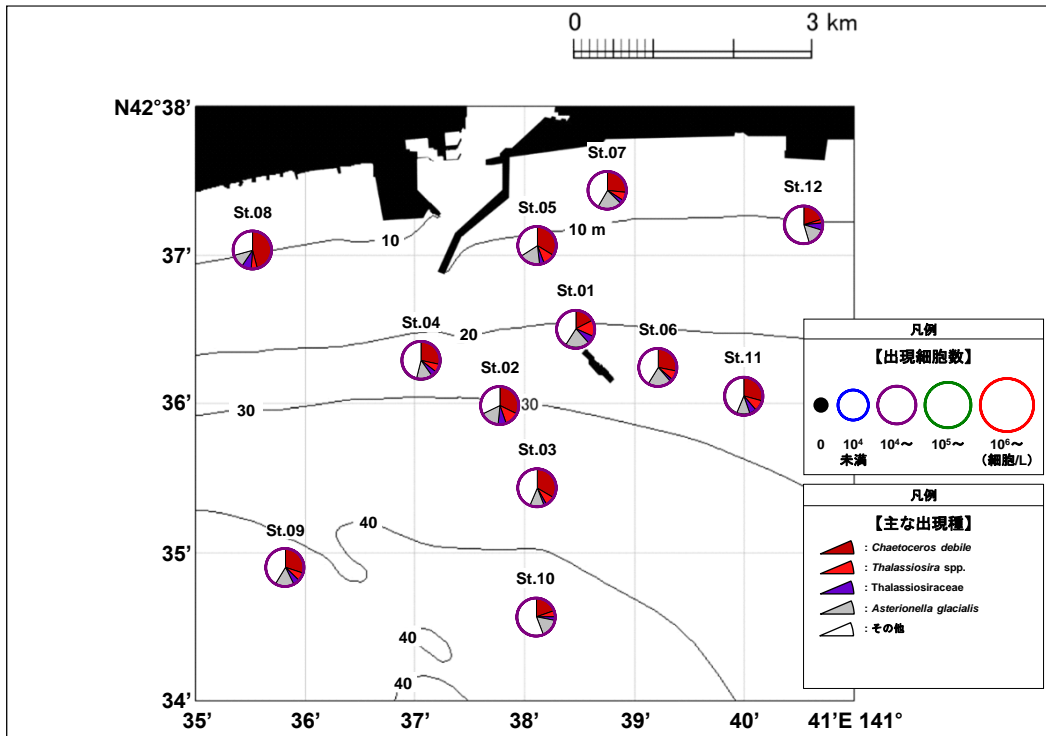 0 3 km
N42°38’
St.07
St.12
St.08
St.05
10
10 m
37’
St.01
St.04
20
St.06
St.02
St.11
36’
30
30
St.03
St.09
40
35’
St.10
40
40
34’
35’ 36’ 37’ 38’ 39’ 40’ 41’E 141°
凡例
【出現細胞数】
0 10⁴ 10⁴～ 10⁵～ 10⁶～
未満 (細胞/L)
凡例
【主な出現種】
: Chaetoceros debile
: Thalassiosira spp.
: Thalassiosiraceae
: Asterionella glacialis
: その他